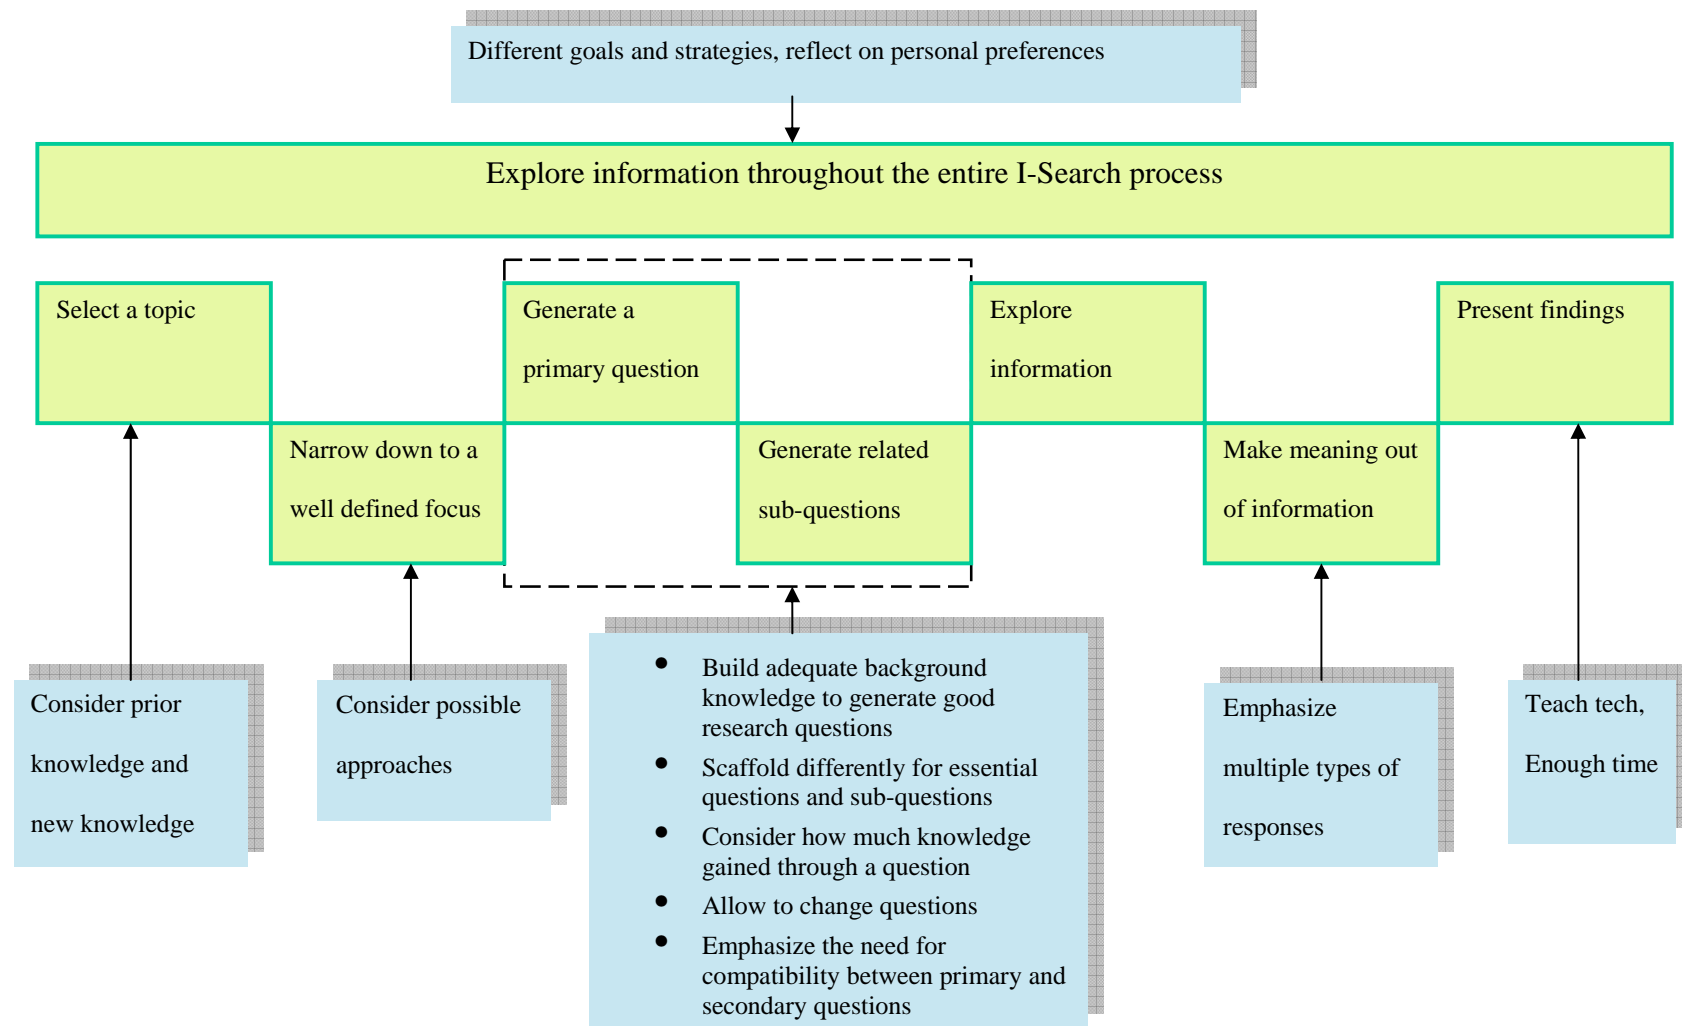 Different goals and strategies, reflect on personal preferences
Explore information throughout the entire I-Search process
Select a topic
Narrow down to a
well defined focus
Generate a
primary question
Generate related
sub-questions
Explore
information
Make meaning out
of information
Present findings
Consider prior
knowledge and
new knowledge
Consider possible
approaches
• Build adequate background
knowledge to generate good
research questions
• Scaffold differently for essential
questions and sub-questions
• Consider how much knowledge
gained through a question
• Allow to change questions
• Emphasize the need for
compatibility between primary and
secondary questions
Emphasize
multiple types of
responses
Teach tech,
Enough time